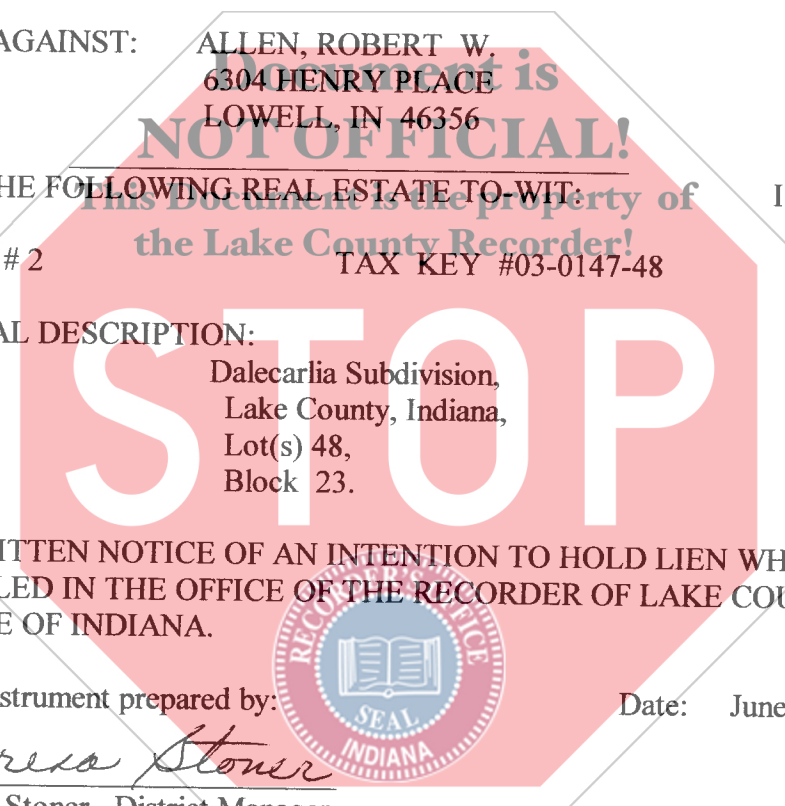 AGAINST: ALLEN, ROBERT W.
6304 HENRY PLACE
LOWELL, IN 46356
Document is
NOT OFFICIAL!
This Document is the property of
the Lake County Recorder!
HE FOLLOWING REAL ESTATE TO-WIT: I
# 2 TAX KEY #03-0147-48
STOP
AL DESCRIPTION:
Dalecarlia Subdivision,
Lake County, Indiana,
Lot(s) 48,
Block 23.
ITTEN NOTICE OF AN INTENTION TO HOLD LIEN WH
LED IN THE OFFICE OF THE RECORDER OF LAKE COU
E OF INDIANA.
RECORDER'S OFFICE
SEAL
INDIANA
strument prepared by: Date: June
resa Stoner
Stoner, District Manager